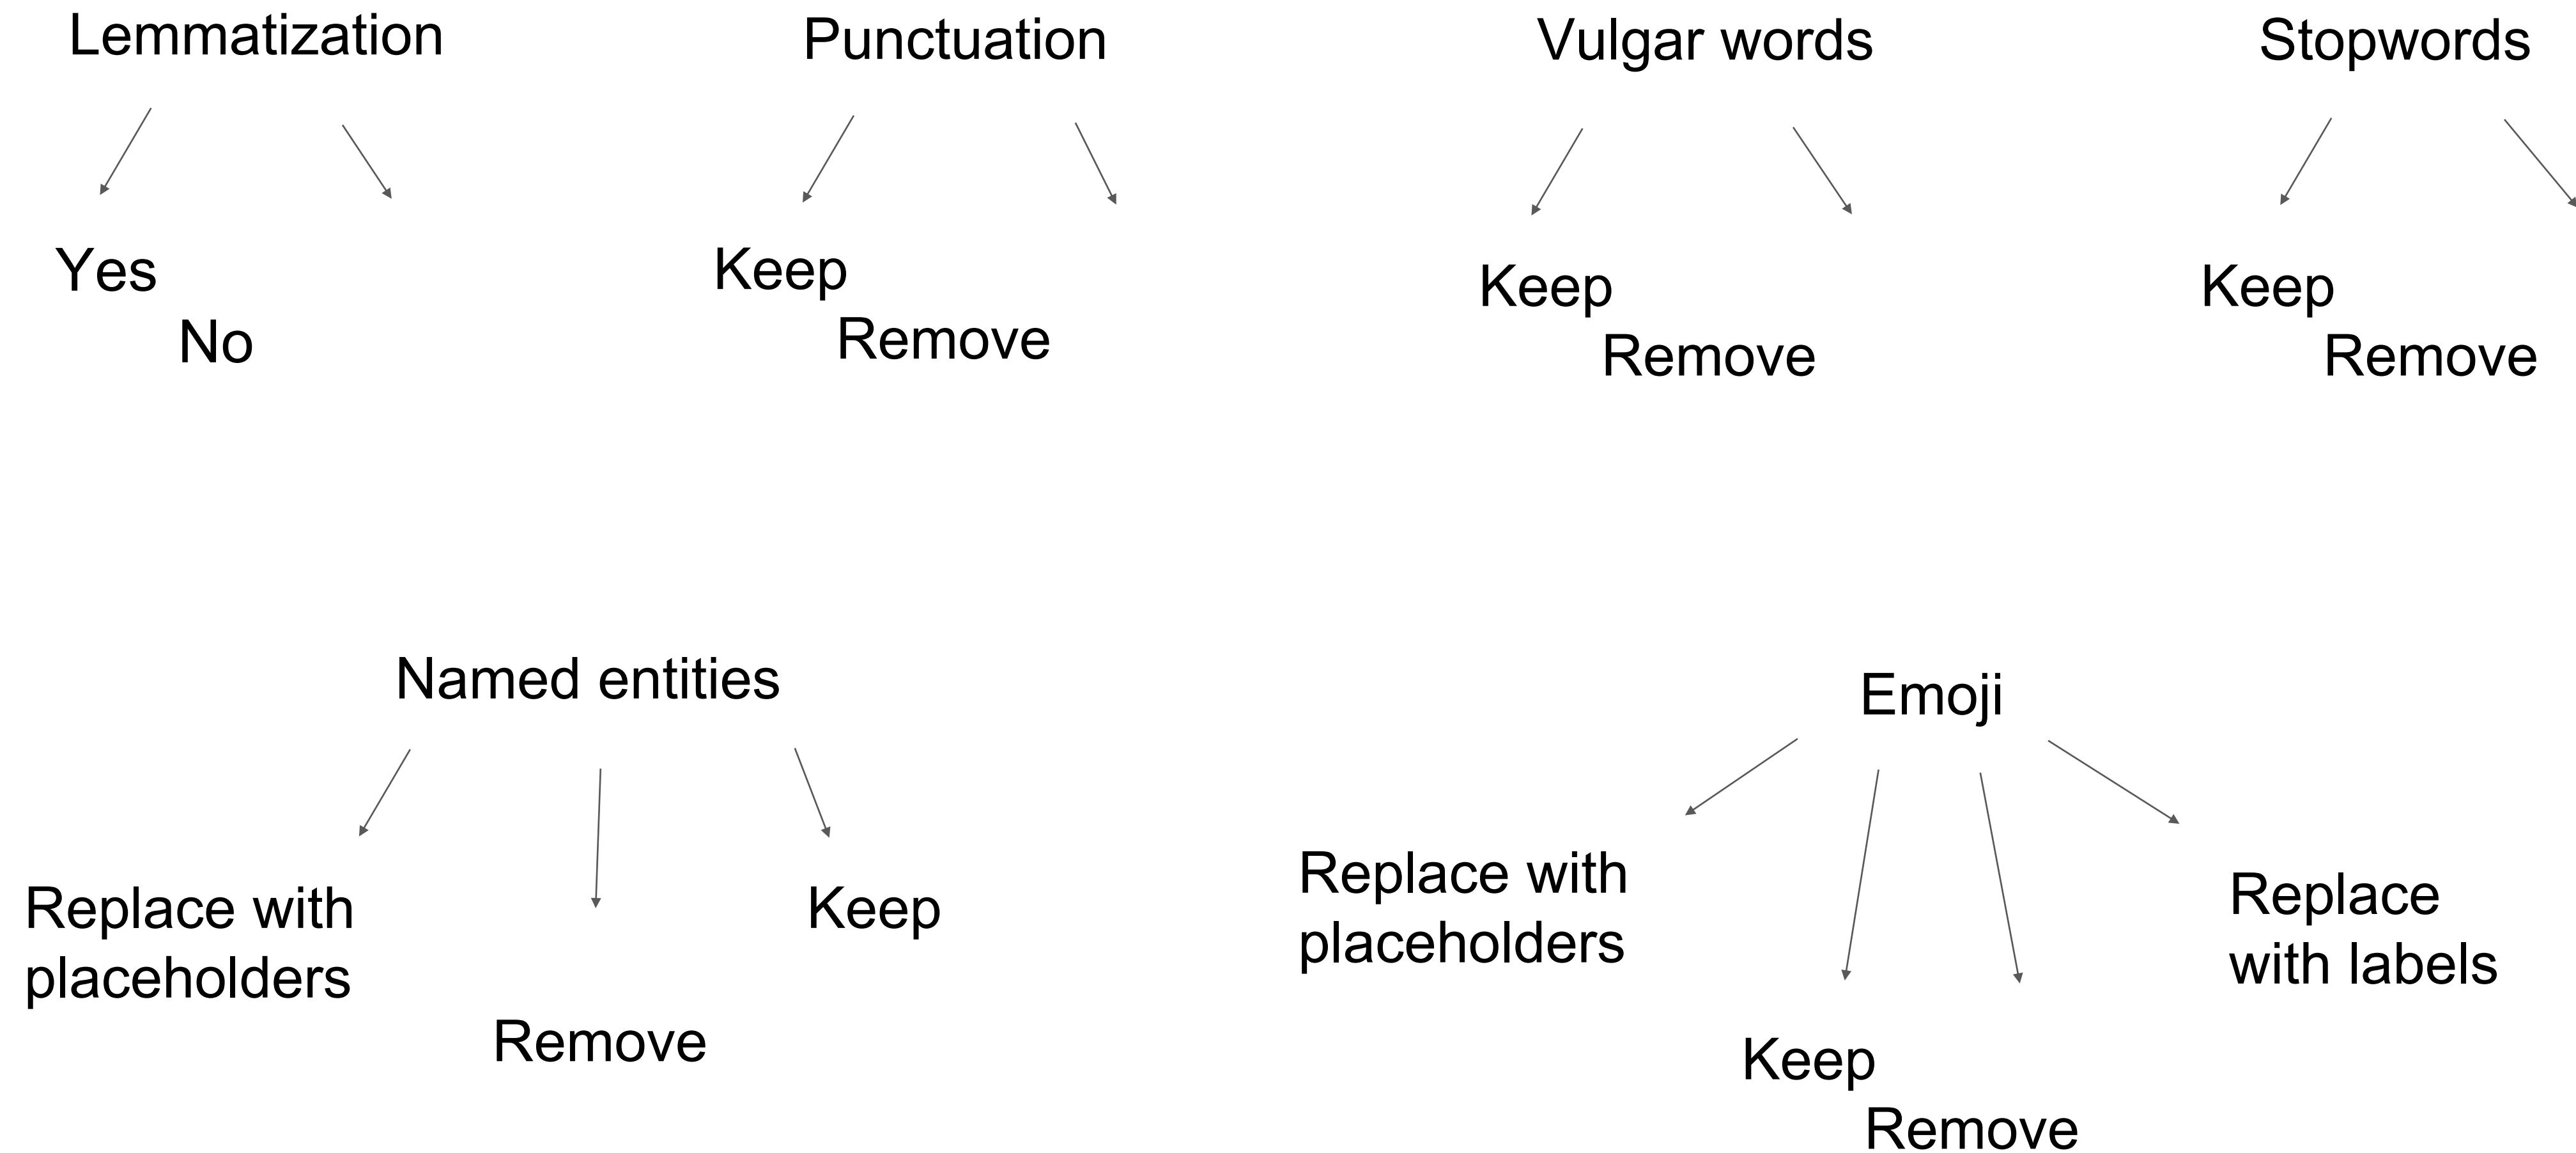 Lemmatization
Yes
No
Punctuation
Keep
Remove
Vulgar words
Keep
Remove
Stopwords
Keep
Remove
Named entities
Replace with
placeholders
Remove
Keep
Emoji
Replace with
placeholders
Keep
Remove
Replace
with labels